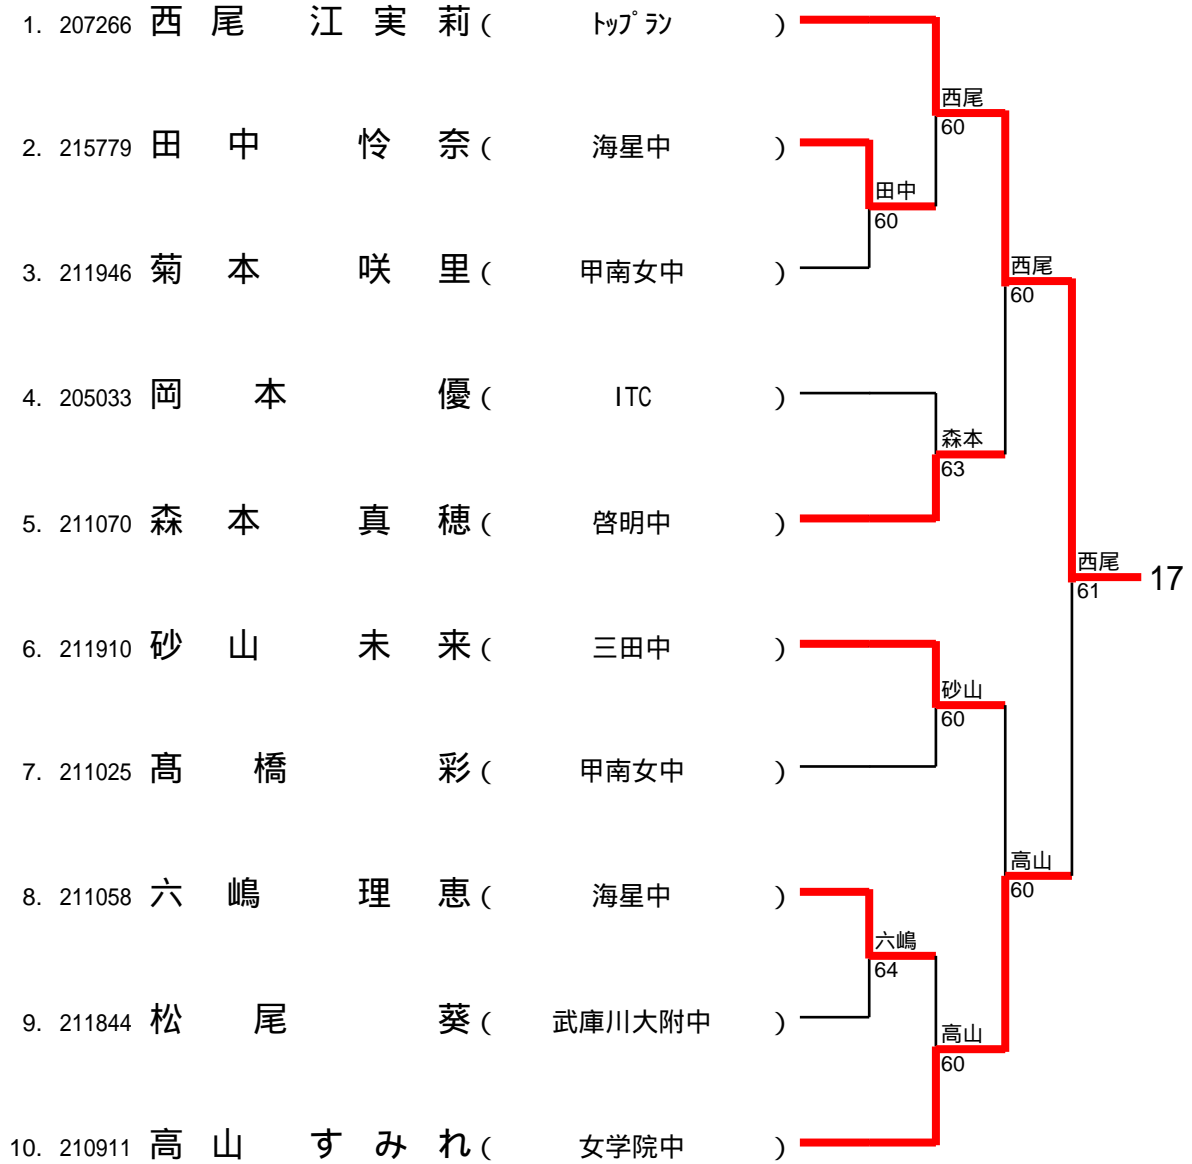 1. 207266 西尾 江実莉 ( トップラン )
西尾
60
2. 215779 田中 怜奈 ( 海星中 )
田中
60
3. 211946 菊本 咲里 ( 甲南女中 )
西尾
60
4. 205033 岡本 優 ( ITC )
森本
63
5. 211070 森本 真穂 ( 啓明中 )
西尾
61
17
6. 211910 砂山 未来 ( 三田中 )
砂山
60
7. 211025 髙橋 彩 ( 甲南女中 )
高山
60
8. 211058 六嶋 理恵 ( 海星中 )
六嶋
64
9. 211844 松尾 葵 ( 武庫川大附中 )
高山
60
10. 210911 高山 すみれ ( 女学院中 )